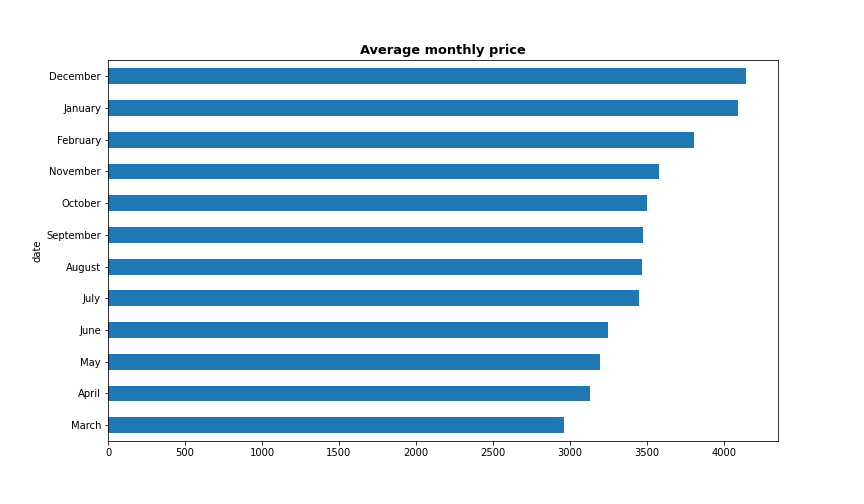 Average monthly price
December
January
February
November
October
September
August
July
June
May
April
March
date
0 500 1000 1500 2000 2500 3000 3500 4000